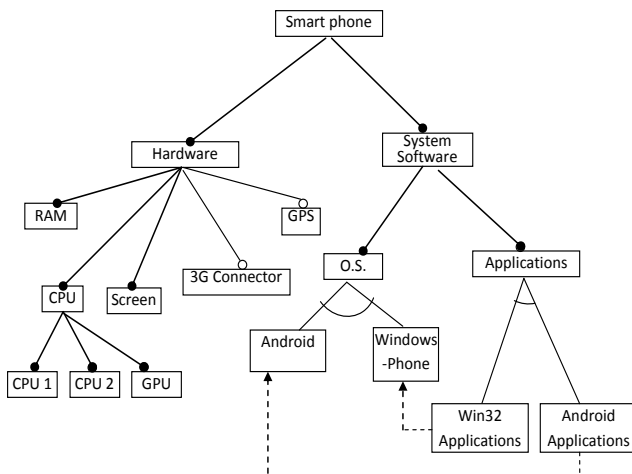 Smart phone
Hardware
System
Software
RAM
GPS
3G Connector
O.S.
Applications
CPU
Screen
Android
Windows
-Phone
CPU 1
CPU 2
GPU
Win32
Applications
Android
Applications